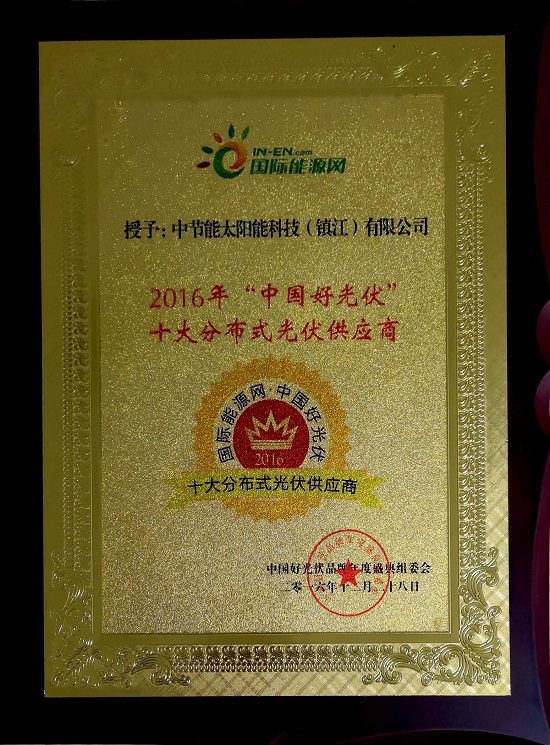 IN-EN.com
国际能源网
授予：中节能太阳能科技（镇江）有限公司
2016年“中国好光伏”
十大分布式光伏供应商
国际能源网·中国好光伏
2016
十大分布式光伏供应商
中国好光伏品牌年度盛典组委会
二零一六年十二月二十八日